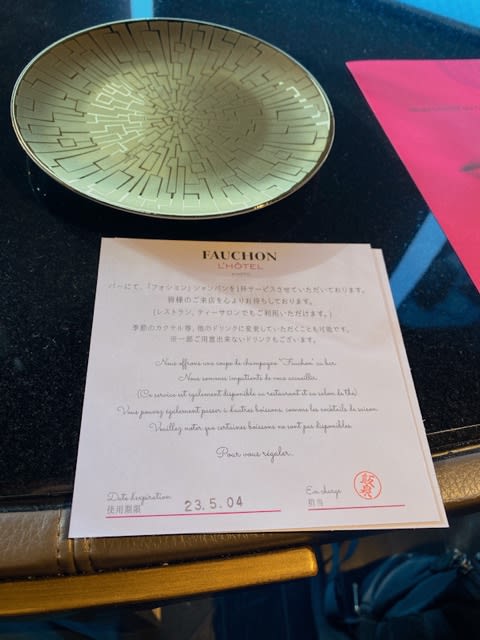 FAUCHON
L'HÔTEL
KYOTO
バーにて、「フォション」シャンパンを1杯サービスさせていただいております。
皆様のご来店を心よりお待ちしております。
(レストラン、ティーサロンでもご利用いただけます。)
季節のカクテル等、他のドリンクに変更していただくことも可能です。
※一部ご用意出来ないドリンクもございます。
Nous offrons une coupe de champagne "Fauchon" au bar.
Nous sommes impatients de vous accueillir.
(Ce service est également disponible au restaurant et au salon de thé)
Vous pouvez également passer à d'autres boissons, comme les cocktails de saison.
Veuillez noter que certaines boissons ne sont pas disponibles.
Pour vous régaler.
Date d'expiration
使用期限 23.5.04
En charge
担当